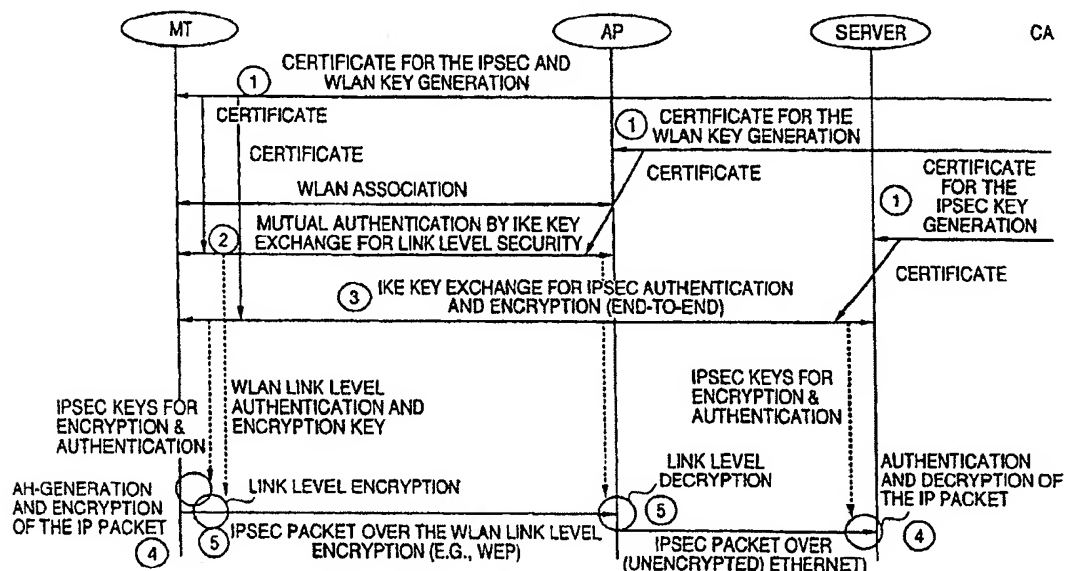 MT
AP
SERVER
CA
1
CERTIFICATE FOR THE IPSEC AND
WLAN KEY GENERATION
CERTIFICATE
CERTIFICATE
1
CERTIFICATE FOR THE
WLAN KEY GENERATION
CERTIFICATE
1
CERTIFICATE
FOR THE
IPSEC KEY
GENERATION
CERTIFICATE
WLAN ASSOCIATION
2
MUTUAL AUTHENTICATION BY IKE KEY
EXCHANGE FOR LINK LEVEL SECURITY
3
IKE KEY EXCHANGE FOR IPSEC AUTHENTICATION
AND ENCRYPTION (END-TO-END)
IPSEC KEYS FOR
ENCRYPTION &
AUTHENTICATION
WLAN LINK LEVEL
AUTHENTICATION AND
ENCRYPTION KEY
IPSEC KEYS FOR
ENCRYPTION &
AUTHENTICATION
AH-GENERATION
AND ENCRYPTION
OF THE IP PACKET
4
LINK LEVEL ENCRYPTION
5
IPSEC PACKET OVER THE WLAN LINK LEVEL
ENCRYPTION (E.G., WEP)
LINK LEVEL
DECRYPTION
5
IPSEC PACKET OVER
(UNENCRYPTED) ETHERNET)
AUTHENTICATION
AND DECRYPTION OF
THE IP PACKET
4